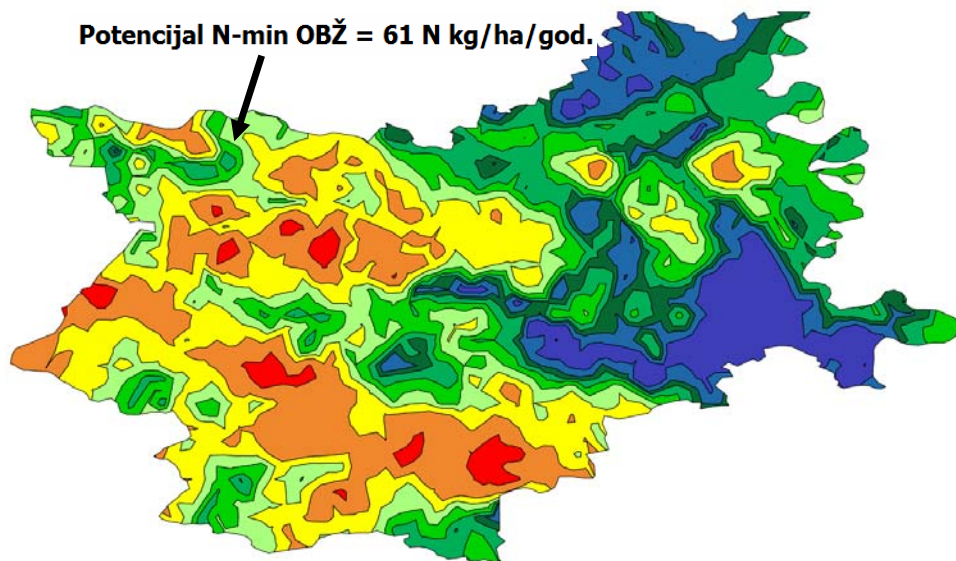 Potencijal N-min OBŽ = 61 N kg/ha/god.